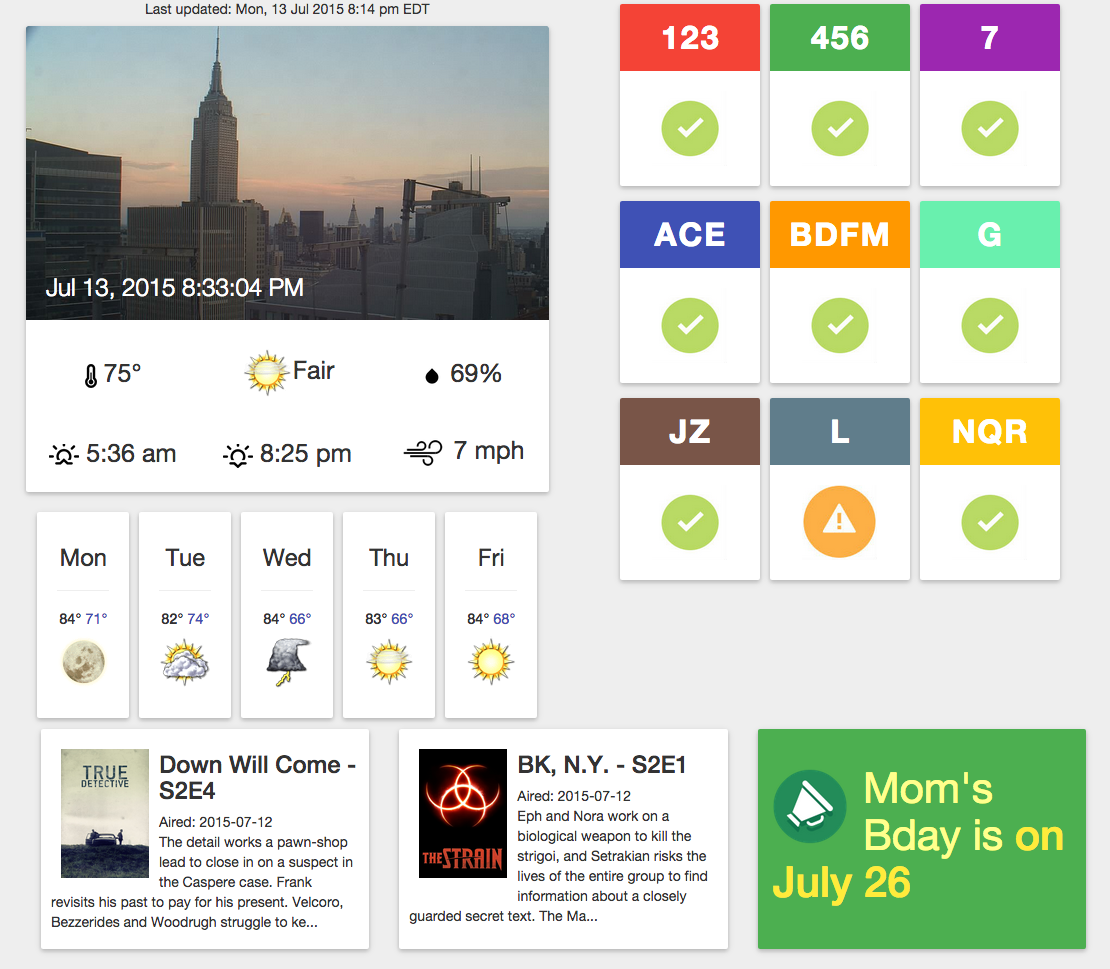 Last updated: Mon, 13 Jul 2015 8:14 pm EDT
Jul 13, 2015 8:33:04 PM
75°
Fair
69%
5:36 am
8:25 pm
7 mph
Mon
84° 71°
Tue
82° 74°
Wed
84° 66°
Thu
83° 66°
Fri
84° 68°
123
456
7
ACE
BDFM
G
JZ
L
NQR
TRUE
DETECTIVE
Down Will Come -
S2E4
Aired: 2015-07-12
The detail works a pawn-shop
lead to close in on a suspect in
the Caspere case. Frank
revisits his past to pay for his present. Velcoro,
Bezzerides and Woodrugh struggle to ke...
THE STRAIN
BK, N.Y. - S2E1
Aired: 2015-07-12
Eph and Nora work on a
biological weapon to kill the
strigoi, and Setrakian risks the
lives of the entire group to find
information about a closely
guarded secret text. The Ma...
Mom's
Bday is on
July 26